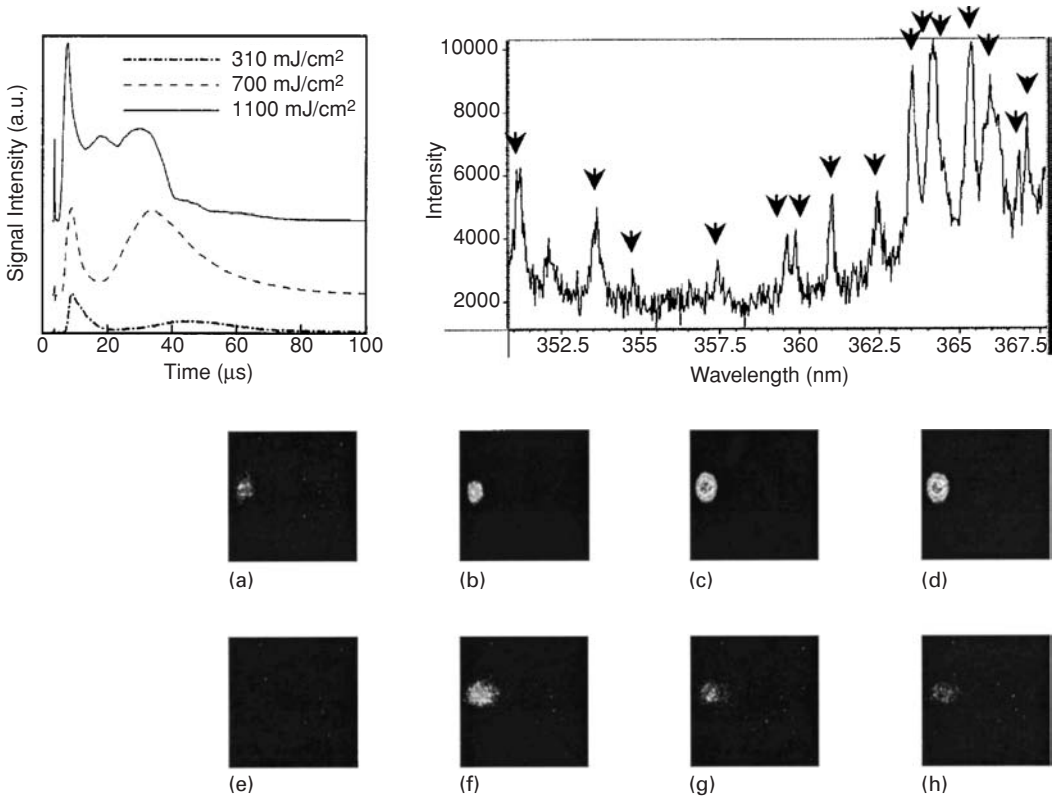 310 mJ/cm²
700 mJ/cm²
1100 mJ/cm²
Signal Intensity (a.u.)
0 20 40 60 80 100
Time (μs)
10000
8000
6000
4000
2000
Intensity
352.5 355 357.5 360 362.5 365 367.5
Wavelength (nm)
(a) (b) (c) (d)
(e) (f) (g) (h)